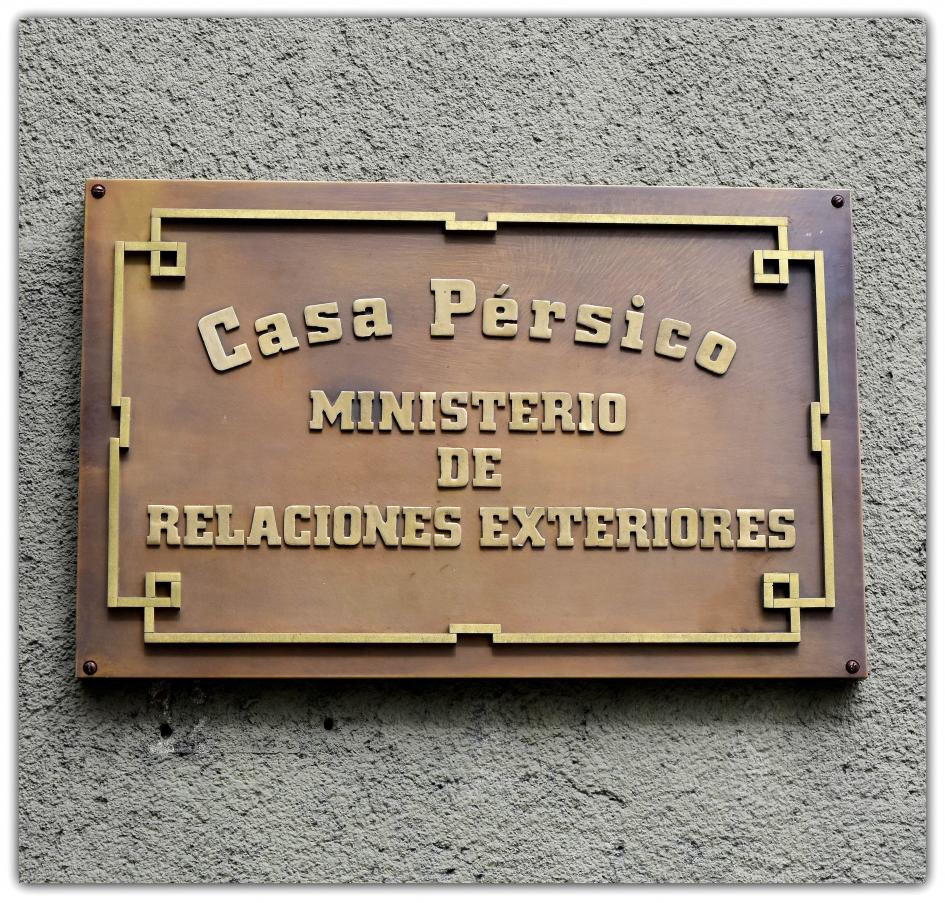 Casa Pérsico
MINISTERIO
DE
RELACIONES EXTERIORES